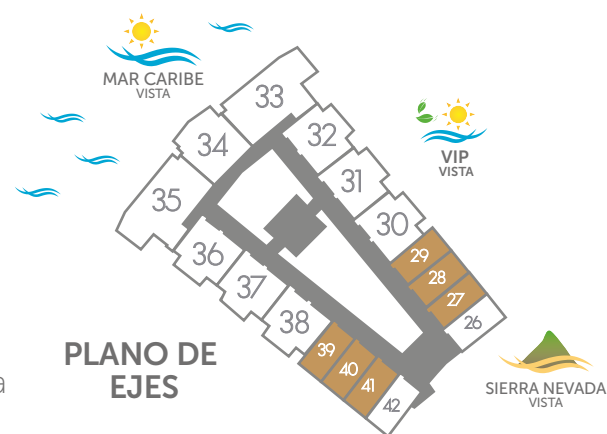 MAR CARIBE
VISTA
33
34
32
VIP
VISTA
31
35
30
36
29
28
37
27
26
38
39
40
41
42
PLANO DE
EJES
a
SIERRA NEVADA
VISTA